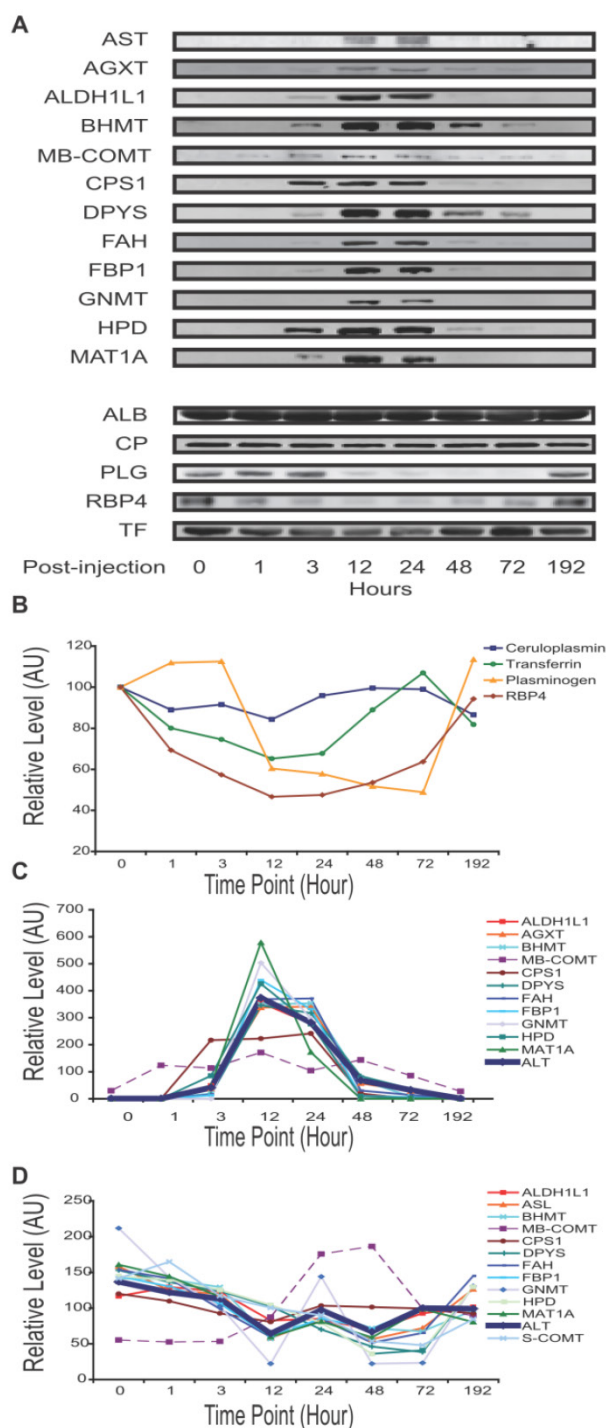 A
AST
AGXT
ALDH1L1
BHMT
MB-COMT
CPS1
DPYS
FAH
FBP1
GNMT
HPD
MAT1A
ALB
CP
PLG
RBP4
TF
Post-injection 0 1 3 12 24 48 72 192
Hours
B
Relative Level (AU)
120
100
80
60
40
20
0 1 3 12 24 48 72 192
Time Point (Hour)
Ceruloplasmin
Transferrin
Plasminogen
RBP4
C
Relative Level (AU)
700
600
500
400
300
200
100
0
0 1 3 12 24 48 72 192
Time Point (Hour)
ALDH1L1
AGXT
BHMT
MB-COMT
CPS1
DPYS
FAH
FBP1
GNMT
HPD
MAT1A
ALT
D
Relative Level (AU)
250
200
150
100
50
0
0 1 3 12 24 48 72 192
Time Point (Hour)
ALDH1L1
ASL
BHMT
MB-COMT
CPS1
DPYS
FAH
FBP1
GNMT
HPD
MAT1A
ALT
S-COMT